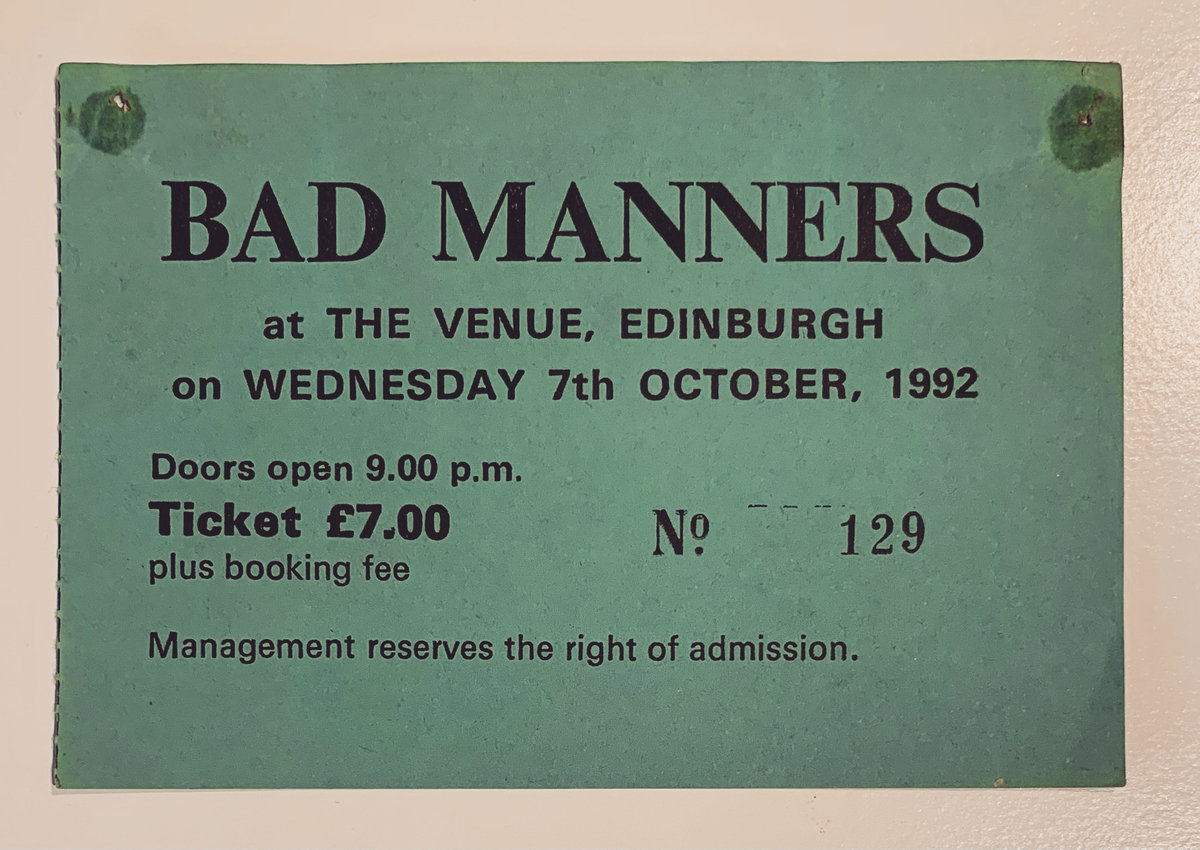 BAD MANNERS
at THE VENUE, EDINBURGH
on WEDNESDAY 7th OCTOBER, 1992
Doors open 9.00 p.m.
Ticket £7.00
Nº 129
plus booking fee
Management reserves the right of admission.